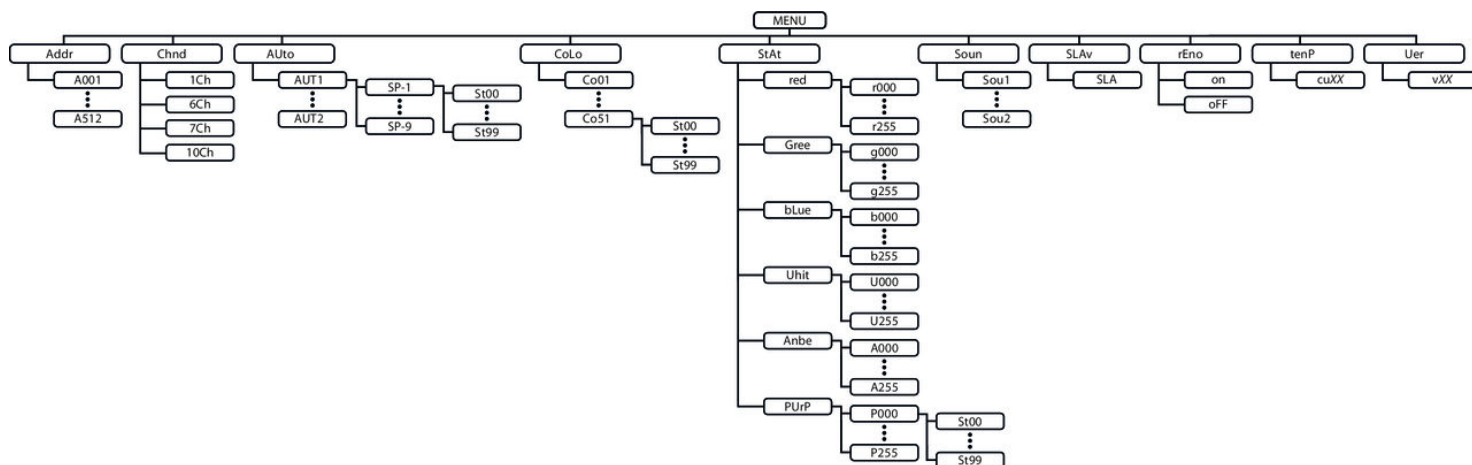 MENU
Addr
Chnd
AUto
CoLo
StAt
Soun
SLAv
rEno
tenP
Uer
A001
A512
1Ch
6Ch
7Ch
10Ch
AUT1
AUT2
SP-1
SP-9
St00
St99
Co01
Co51
St00
St99
red
r000
r255
Gree
g000
g255
bLue
b000
b255
Uhit
U000
U255
Anbe
A000
A255
PUrP
P000
P255
St00
St99
Sou1
Sou2
SLA
on
oFF
cuXX
vXX